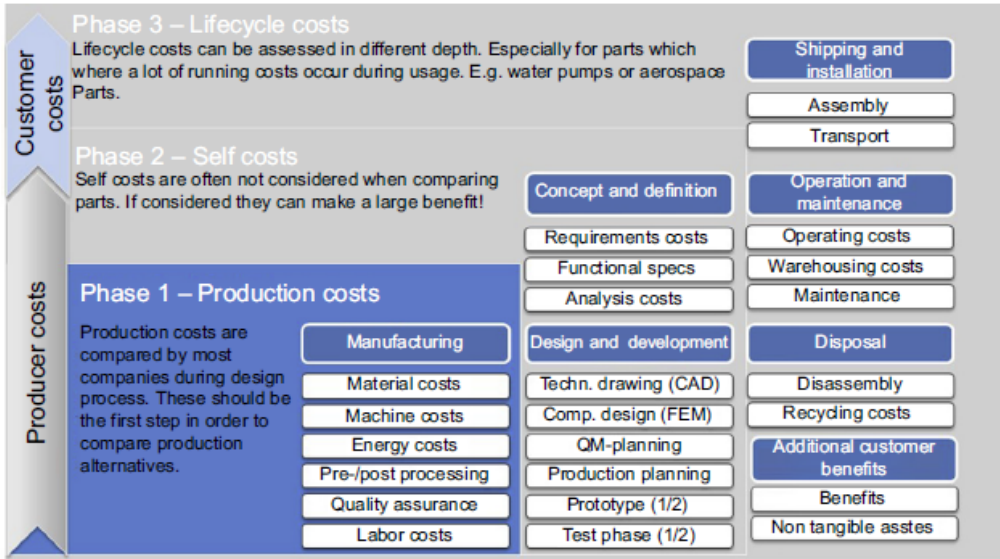 Customer
costs
Producer costs
Phase 3 – Lifecycle costs
Lifecycle costs can be assessed in different depth. Especially for parts which
where a lot of running costs occur during usage. E.g. water pumps or aerospace
Parts.
Phase 2 – Self costs
Self costs are often not considered when comparing
parts. If considered they can make a large benefit!
Phase 1 – Production costs
Production costs are
compared by most
companies during design
process. These should be
the first step in order to
compare production
alternatives.
Manufacturing
Material costs
Machine costs
Energy costs
Pre-/post processing
Quality assurance
Labor costs
Concept and definition
Requirements costs
Functional specs
Analysis costs
Design and development
Techn. drawing (CAD)
Comp. design (FEM)
QM-planning
Production planning
Prototype (1/2)
Test phase (1/2)
Shipping and
installation
Assembly
Transport
Operation and
maintenance
Operating costs
Warehousing costs
Maintenance
Disposal
Disassembly
Recycling costs
Additional customer
benefits
Benefits
Non tangible asstes